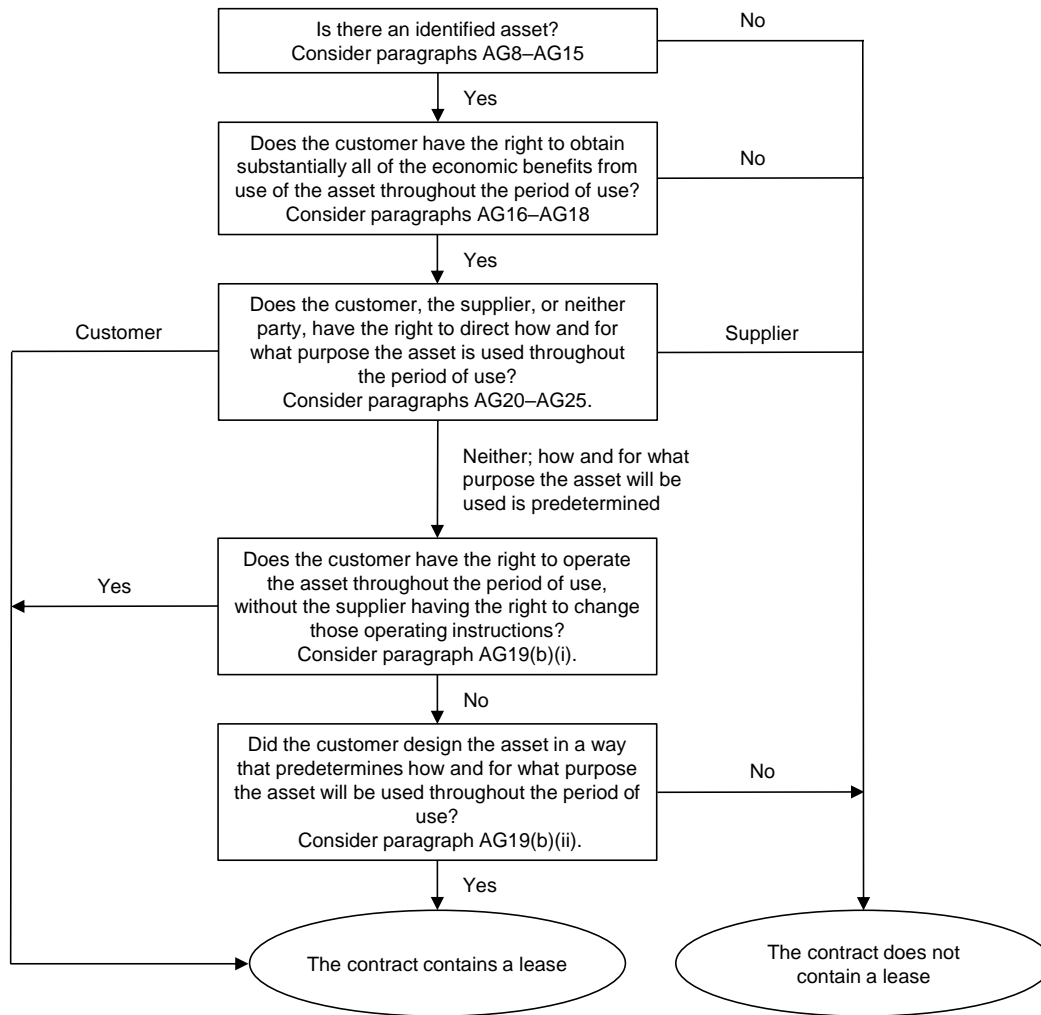 Is there an identified asset?
Consider paragraphs AG8–AG15
No
Yes
Does the customer have the right to obtain
substantially all of the economic benefits from
use of the asset throughout the period of use?
Consider paragraphs AG16–AG18
No
Yes
Does the customer, the supplier, or neither
party, have the right to direct how and for
what purpose the asset is used throughout
the period of use?
Consider paragraphs AG20–AG25.
Customer
Supplier
Neither; how and for what
purpose the asset will be
used is predetermined
Does the customer have the right to operate
the asset throughout the period of use,
without the supplier having the right to change
those operating instructions?
Consider paragraph AG19(b)(i).
Yes
No
Did the customer design the asset in a way
that predetermines how and for what purpose
the asset will be used throughout the period of
use?
Consider paragraph AG19(b)(ii).
No
Yes
The contract contains a lease
The contract does not
contain a lease